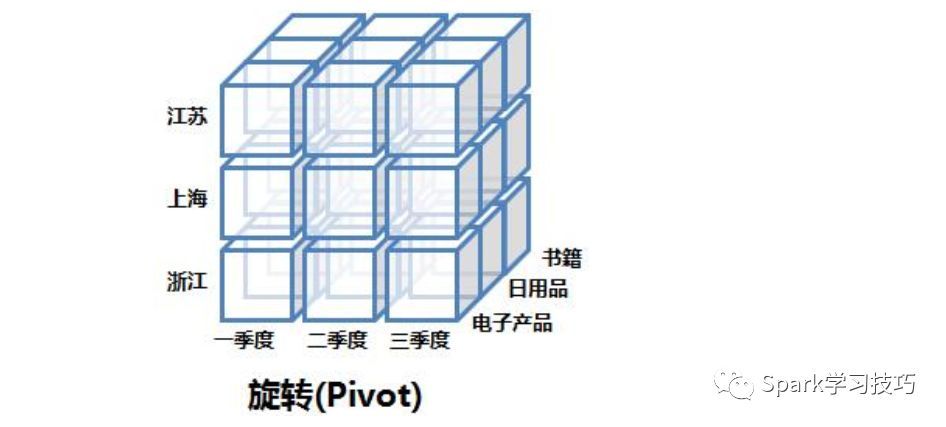 江苏
上海
浙江
书籍
日用品
电子产品
一季度 二季度 三季度
旋转(Pivot)
Spark学习技巧